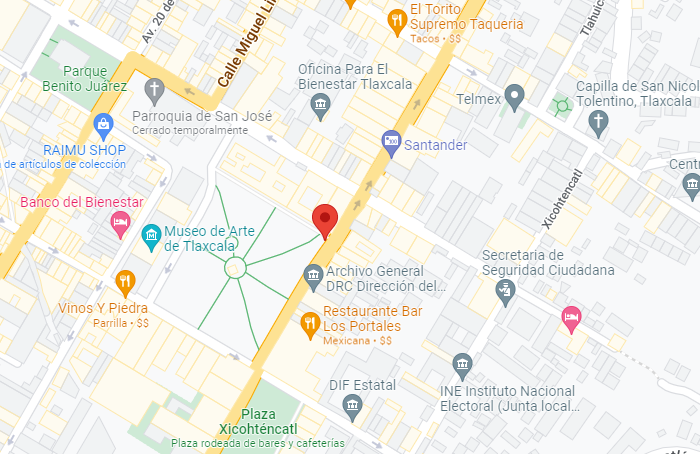 El Torito
Supremo Taqueria
Tacos • $$
Av. 20 de
Calle Miguel
Tlahuic
Parque
Benito Juárez
Oficina Para El
Bienestar Tlaxcala
Telmex
Capilla de San Nicol
Tolentino, Tlaxcala
Parroquia de San José
Cerrado temporalmente
RAIMU SHOP
a de artículos de colección
Santander
Centr
Banco del Bienestar
Xicohtencatl
Museo de Arte
de Tlaxcala
Archivo General
DRC Dirección del...
Secretaria de
Seguridad Ciudadana
Vinos Y Piedra
Parrilla • $$
Restaurante Bar
Los Portales
Mexicana • $$
DIF Estatal
INE Instituto Nacional
Electoral (Junta local...
Plaza
Xicohténcatl
Plaza rodeada de bares y cafeterías